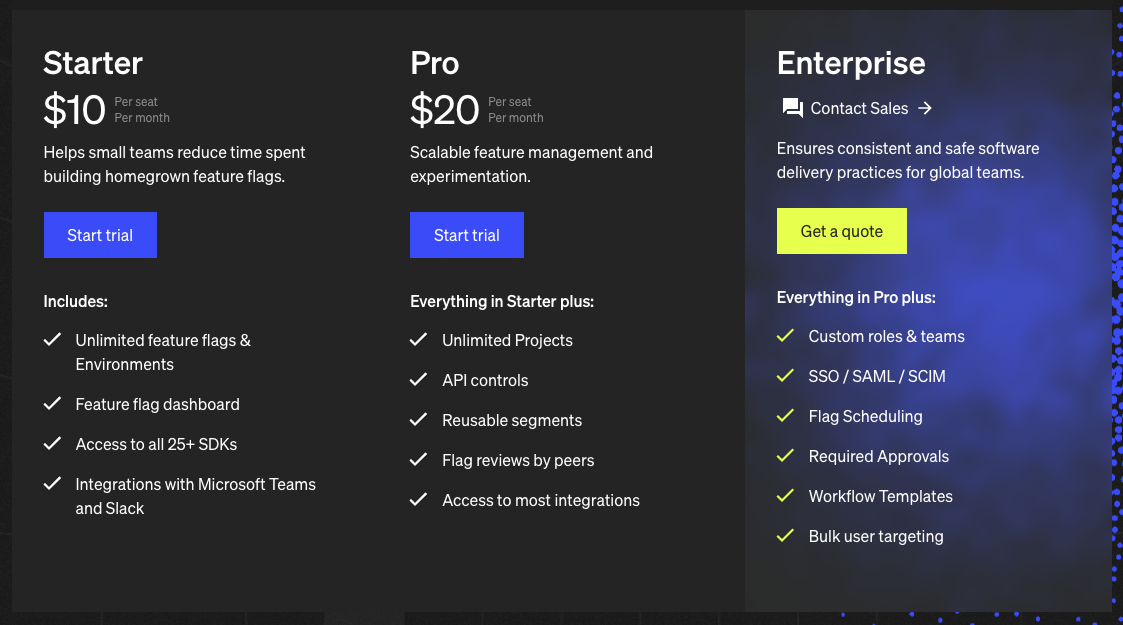 Starter
$10
Per seat
Per month
Helps small teams reduce time spent
building homegrown feature flags.
Start trial
Includes:
Unlimited feature flags &
Environments
Feature flag dashboard
Access to all 25+ SDKs
Integrations with Microsoft Teams
and Slack
Pro
$20
Per seat
Per month
Scalable feature management and
experimentation.
Start trial
Everything in Starter plus:
Unlimited Projects
API controls
Reusable segments
Flag reviews by peers
Access to most integrations
Enterprise
Contact Sales →
Ensures consistent and safe software
delivery practices for global teams.
Get a quote
Everything in Pro plus:
Custom roles & teams
SSO / SAML / SCIM
Flag Scheduling
Required Approvals
Workflow Templates
Bulk user targeting